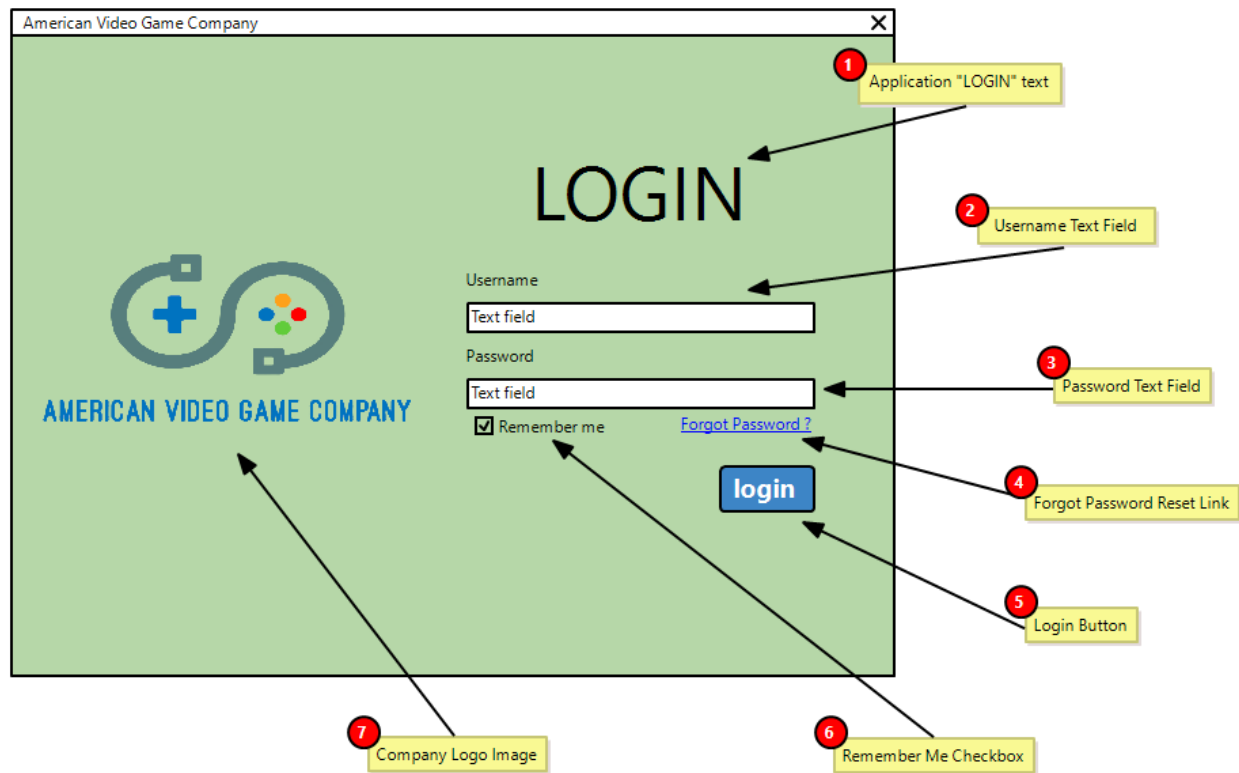 American Video Game Company
1
Application "LOGIN" text
LOGIN
2
Username Text Field
Username
Text field
Password
3
Password Text Field
Text field
AMERICAN VIDEO GAME COMPANY
Remember me
Forgot Password ?
4
Forgot Password Reset Link
login
5
Login Button
7
Company Logo Image
6
Remember Me Checkbox